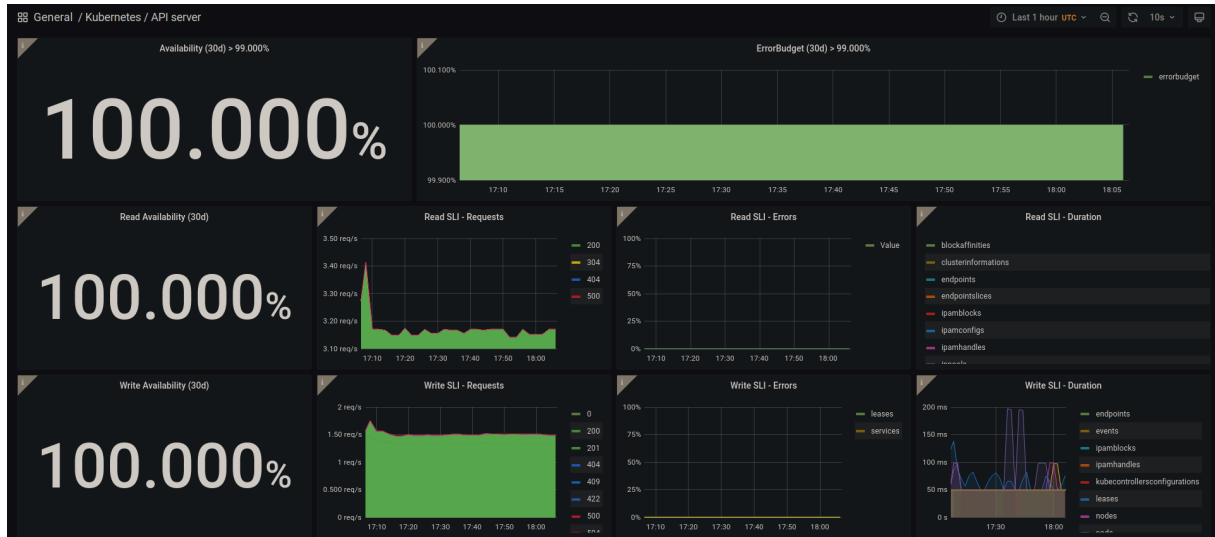 General / Kubernetes / API server
Last 1 hour UTC
10s
Availability (30d) > 99.000%
100.000%
ErrorBudget (30d) > 99.000%
100.100%
100.000%
99.900%
17:10 17:15 17:20 17:25 17:30 17:35 17:40 17:45 17:50 17:55 18:00 18:05
errorbudget
Read Availability (30d)
100.000%
Read SLI - Requests
3.50 req/s
3.40 req/s
3.30 req/s
3.20 req/s
3.10 req/s
17:10 17:20 17:30 17:40 17:50 18:00
200
304
404
500
Read SLI - Errors
100%
75%
50%
25%
0%
17:10 17:20 17:30 17:40 17:50 18:00
Value
Read SLI - Duration
blockaffinities
clusterinformations
endpoints
endpointslices
ipamblocks
ipamconfigs
ipamhandles
Write Availability (30d)
100.000%
Write SLI - Requests
2 req/s
1.50 req/s
1 req/s
0.500 req/s
0 req/s
17:10 17:20 17:30 17:40 17:50 18:00
0
200
201
404
409
422
500
504
Write SLI - Errors
100%
75%
50%
25%
0%
17:10 17:20 17:30 17:40 17:50 18:00
leases
services
Write SLI - Duration
200 ms
150 ms
100 ms
50 ms
0 s
17:30 18:00
endpoints
events
ipamblocks
ipamhandles
kubecontrollersconfigurations
leases
nodes